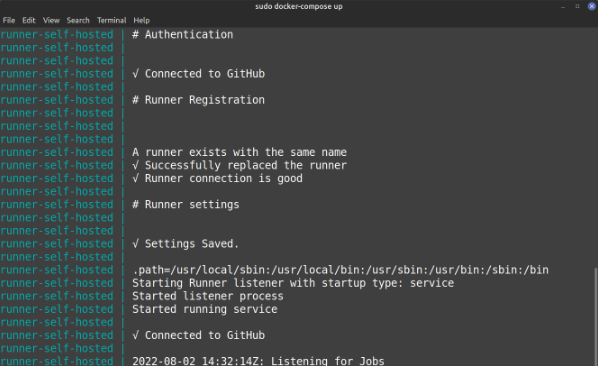 sudo docker-compose up
File Edit View Search Terminal Help
runner-self-hosted | # Authentication
runner-self-hosted |
runner-self-hosted |
runner-self-hosted | √ Connected to GitHub
runner-self-hosted |
runner-self-hosted | # Runner Registration
runner-self-hosted |
runner-self-hosted |
runner-self-hosted |
runner-self-hosted | A runner exists with the same name
runner-self-hosted | √ Successfully replaced the runner
runner-self-hosted | √ Runner connection is good
runner-self-hosted |
runner-self-hosted | # Runner settings
runner-self-hosted |
runner-self-hosted |
runner-self-hosted | √ Settings Saved.
runner-self-hosted |
runner-self-hosted | .path=/usr/local/sbin:/usr/local/bin:/usr/sbin:/usr/bin:/sbin:/bin
runner-self-hosted | Starting Runner listener with startup type: service
runner-self-hosted | Started listener process
runner-self-hosted | Started running service
runner-self-hosted |
runner-self-hosted | √ Connected to GitHub
runner-self-hosted |
runner-self-hosted | 2022-08-02 14:32:14Z: Listening for Jobs